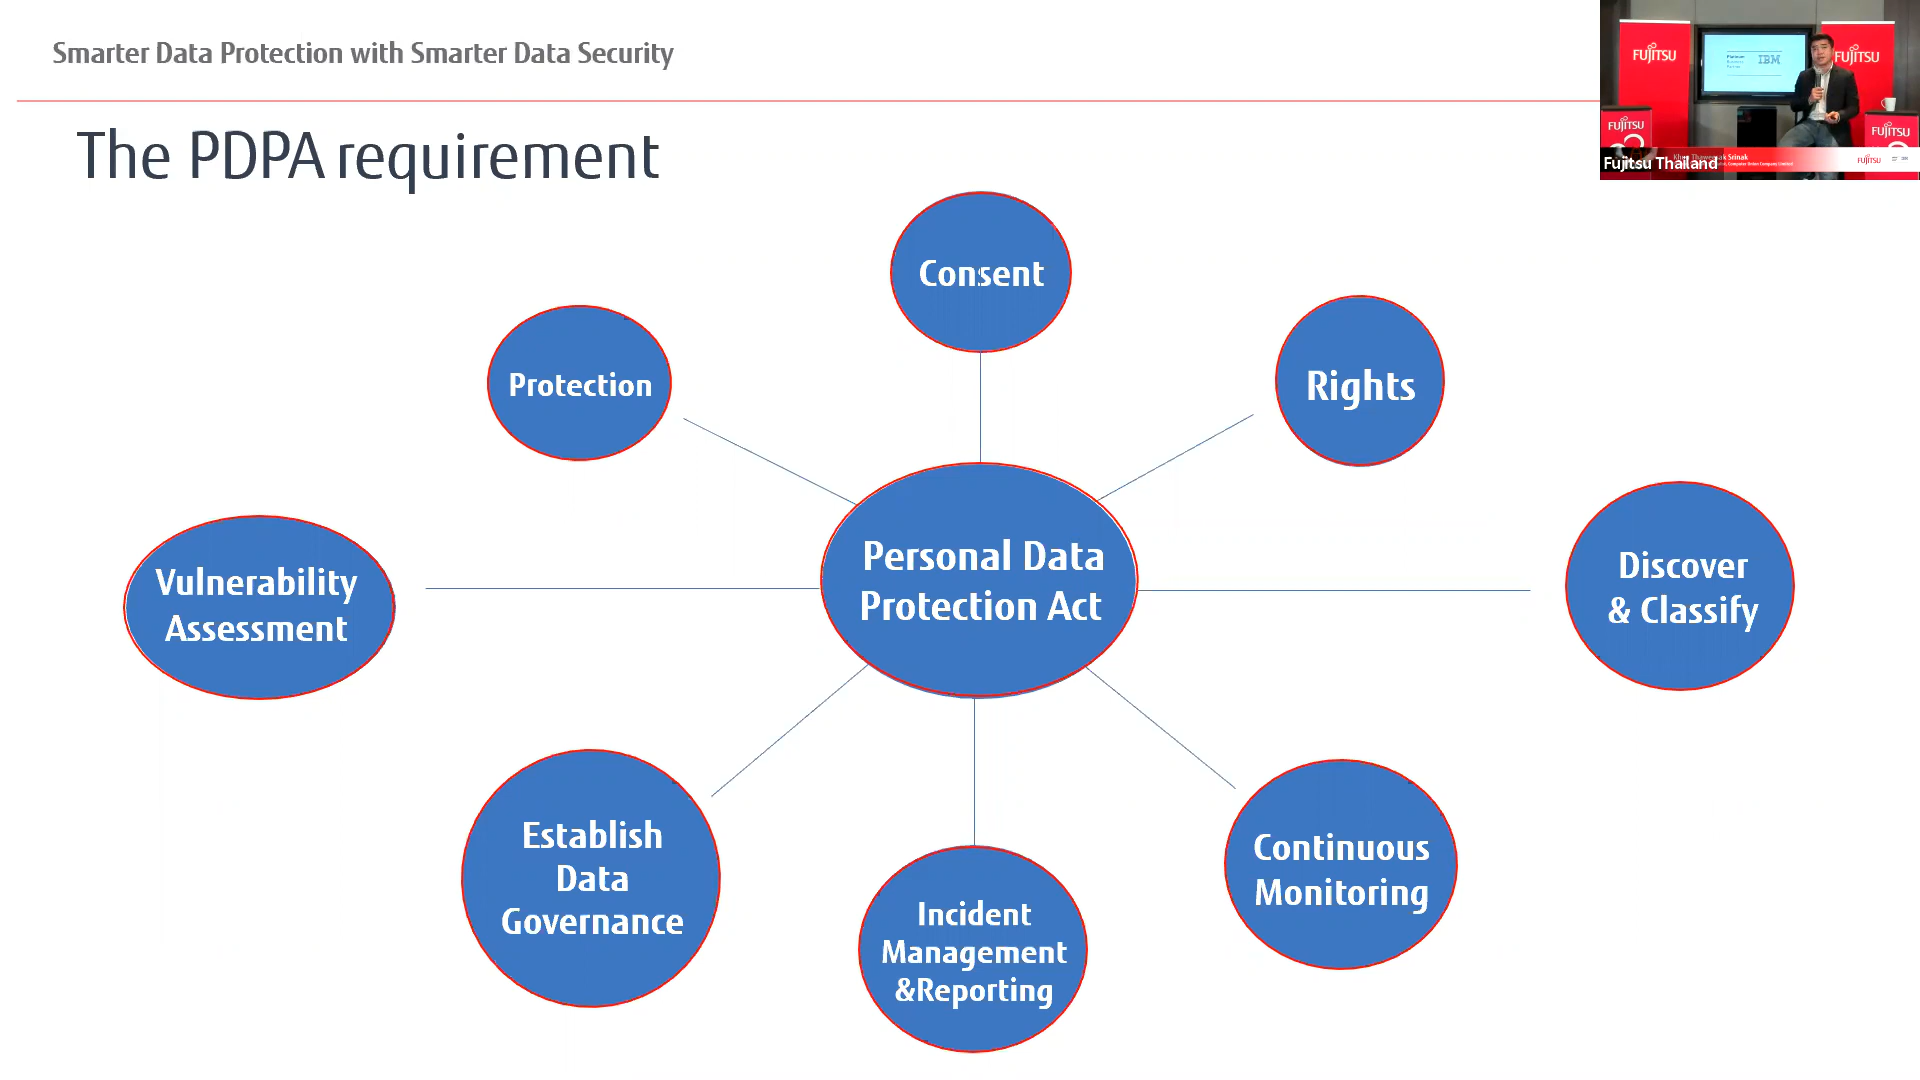 Smarter Data Protection with Smarter Data Security
The PDPA requirement
Consent
Protection
Rights
Personal Data
Protection Act
Vulnerability
Assessment
Discover
& Classify
Establish
Data
Governance
Incident
Management
&Reporting
Continuous
Monitoring
FUJITSU
IBM
FUJITSU
FUJITSU
FUJITSU
Fujitsu Thailand
FUJITSU